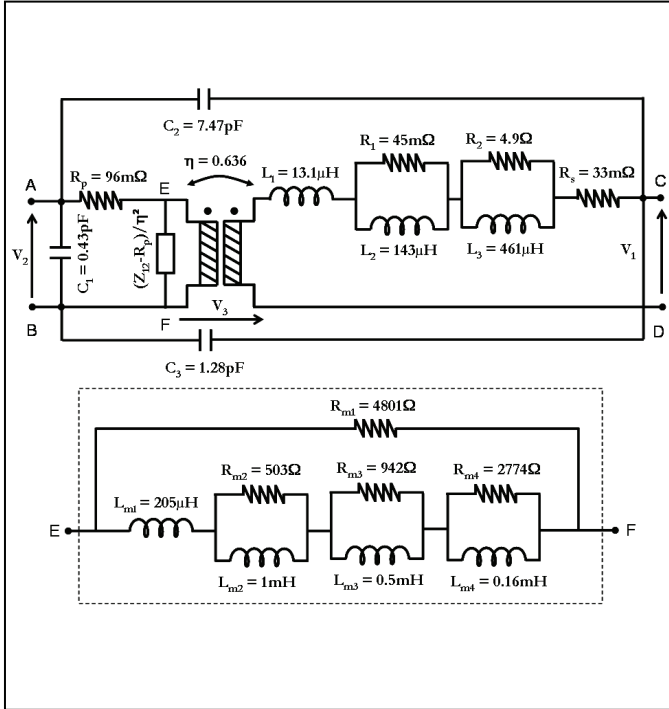 C₂ = 7.47pF
R₁ = 45mΩ
R₂ = 4.9Ω
η = 0.636
L₁ = 13.1μH
Rₚ = 96mΩ
Rₛ = 33mΩ
A
E
C
V₂
C₁ = 0.43pF
(Z₁₂-Rₚ)/η²
L₂ = 143μH
L₃ = 461μH
V₁
B
F
V₃
D
C₃ = 1.28pF
Rₘ₁ = 4801Ω
Rₘ₂ = 503Ω
Rₘ₃ = 942Ω
Rₘ₄ = 2774Ω
Lₘ₁ = 205μH
E
F
Lₘ₂ = 1mH
Lₘ₃ = 0.5mH
Lₘ₄ = 0.16mH